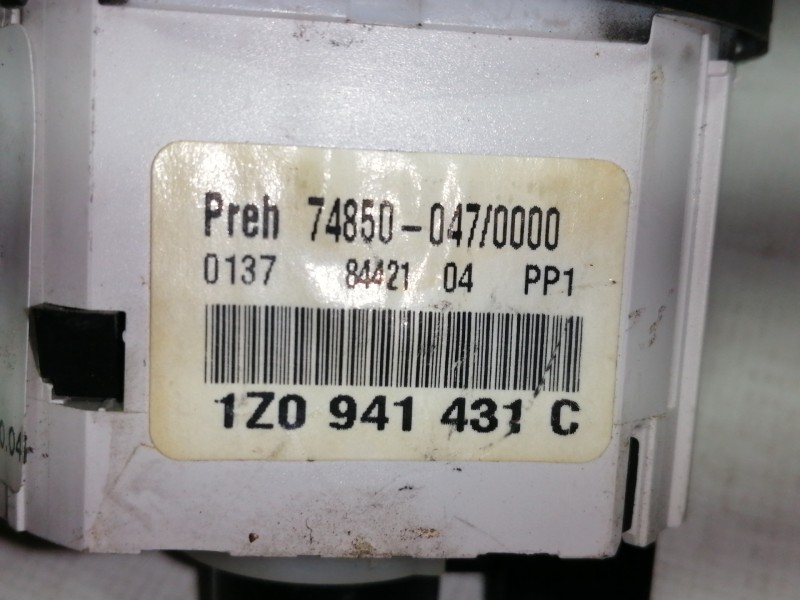 Preh 74850-047/0000
0137 84421 04 PP1
1Z0 941 431 C